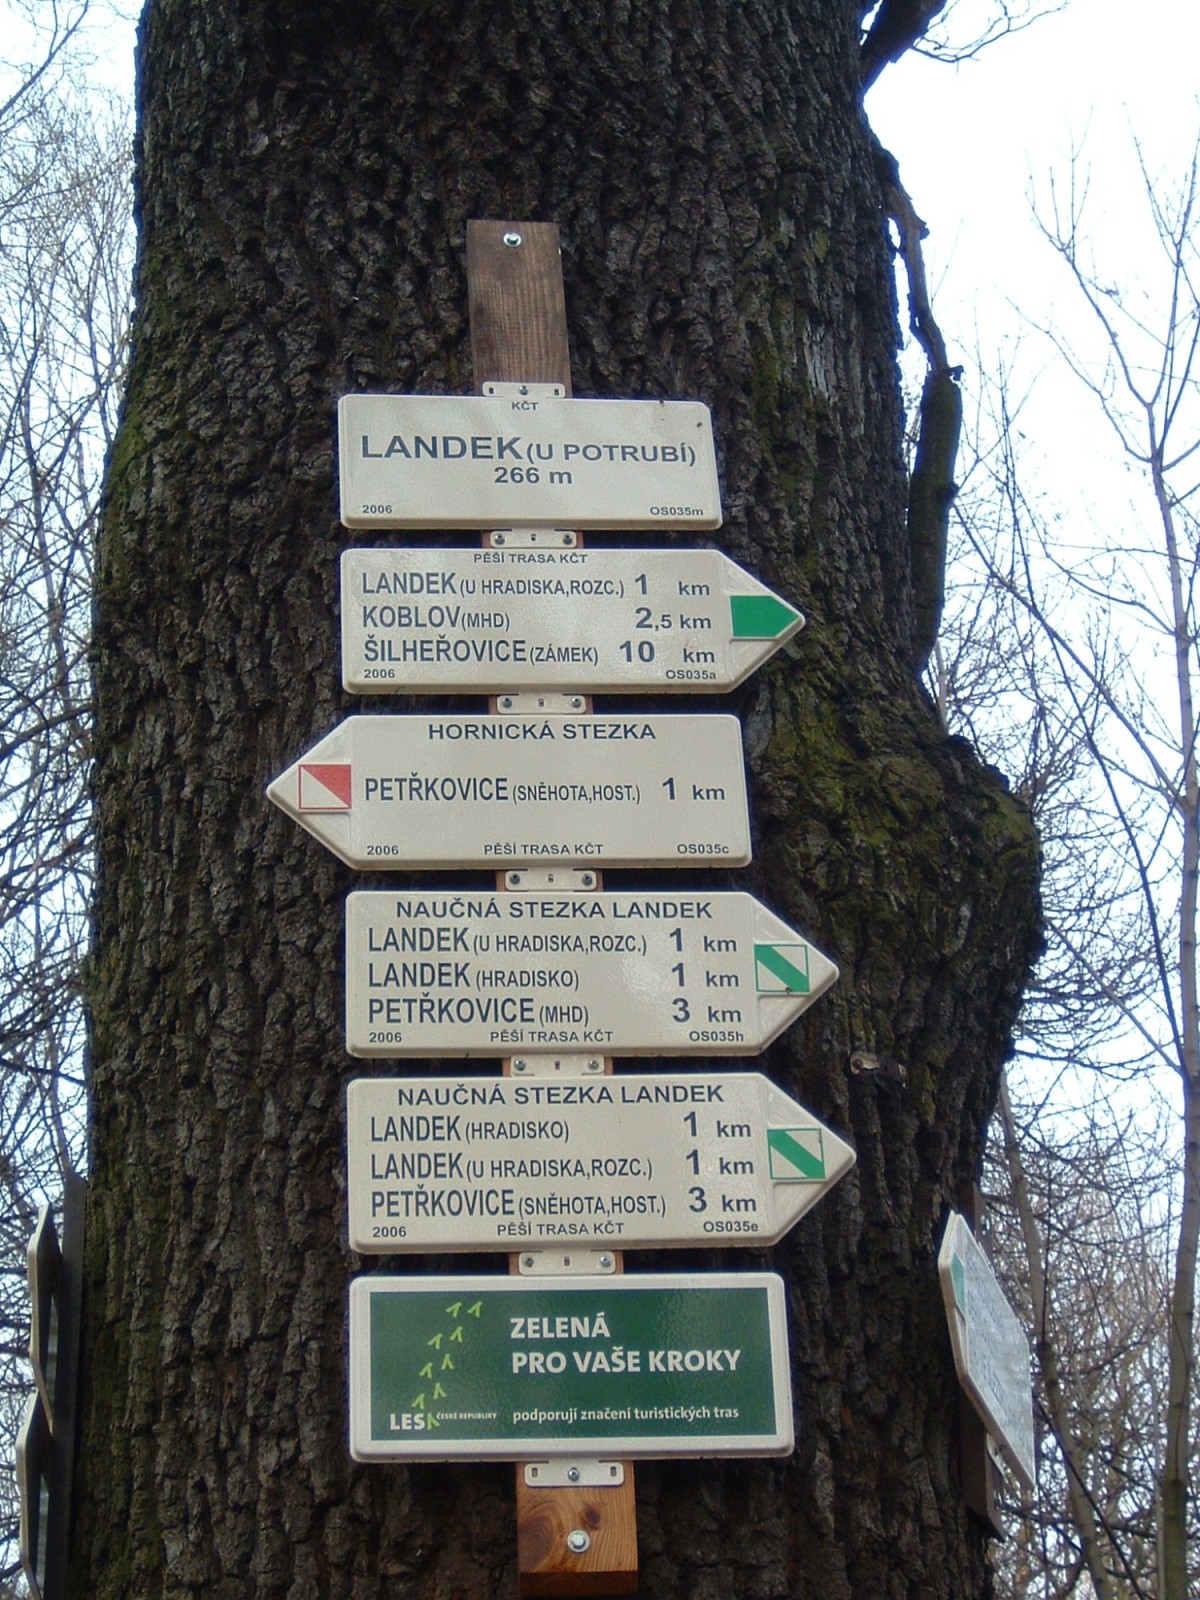 KČT
LANDEK (U POTRUBÍ)
266 m
2006 OS035m
PĚŠÍ TRASA KČT
LANDEK (U HRADISKA,ROZC.) 1 km
KOBLOV (MHD) 2,5 km
ŠILHEŘOVICE (ZÁMEK) 10 km
2006 OS035a
HORNICKÁ STEZKA
PETŘKOVICE (SNĚHOTA,HOST.) 1 km
2006 PĚŠÍ TRASA KČT OS035c
NAUČNÁ STEZKA LANDEK
LANDEK (U HRADISKA,ROZC.) 1 km
LANDEK (HRADISKO) 1 km
PETŘKOVICE (MHD) 3 km
2006 PĚŠÍ TRASA KČT OS035h
NAUČNÁ STEZKA LANDEK
LANDEK (HRADISKO) 1 km
LANDEK (U HRADISKA,ROZC.) 1 km
PETŘKOVICE (SNĚHOTA,HOST.) 3 km
2006 PĚŠÍ TRASA KČT OS035e
ZELENÁ
PRO VAŠE KROKY
LESY ČESKÉ REPUBLIKY podporují značení turistických tras